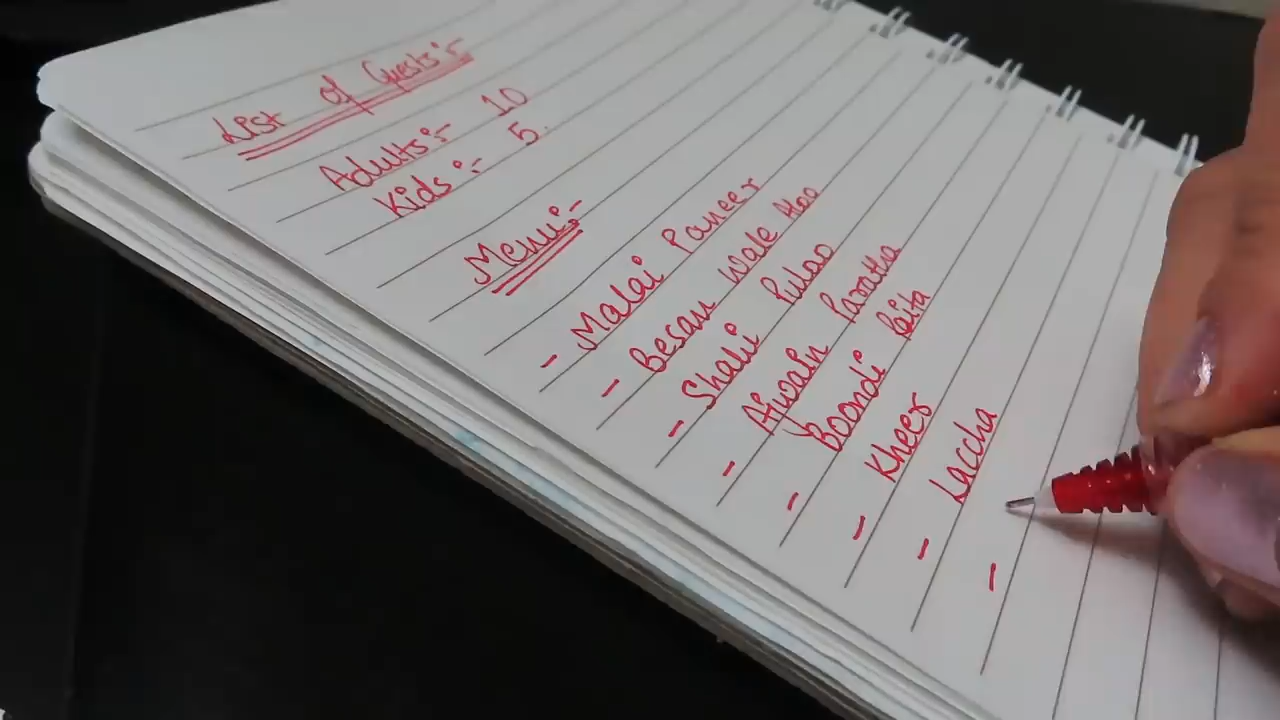 List of Guests:-
Adults:- 10
Kids:- 5.
Menu:-
- Malai Paneer
- Besan Wale Aloo
- Shahi Pulao
- Ajwain Paratha
- Boondi Raita
- Kheer
- Laccha
-